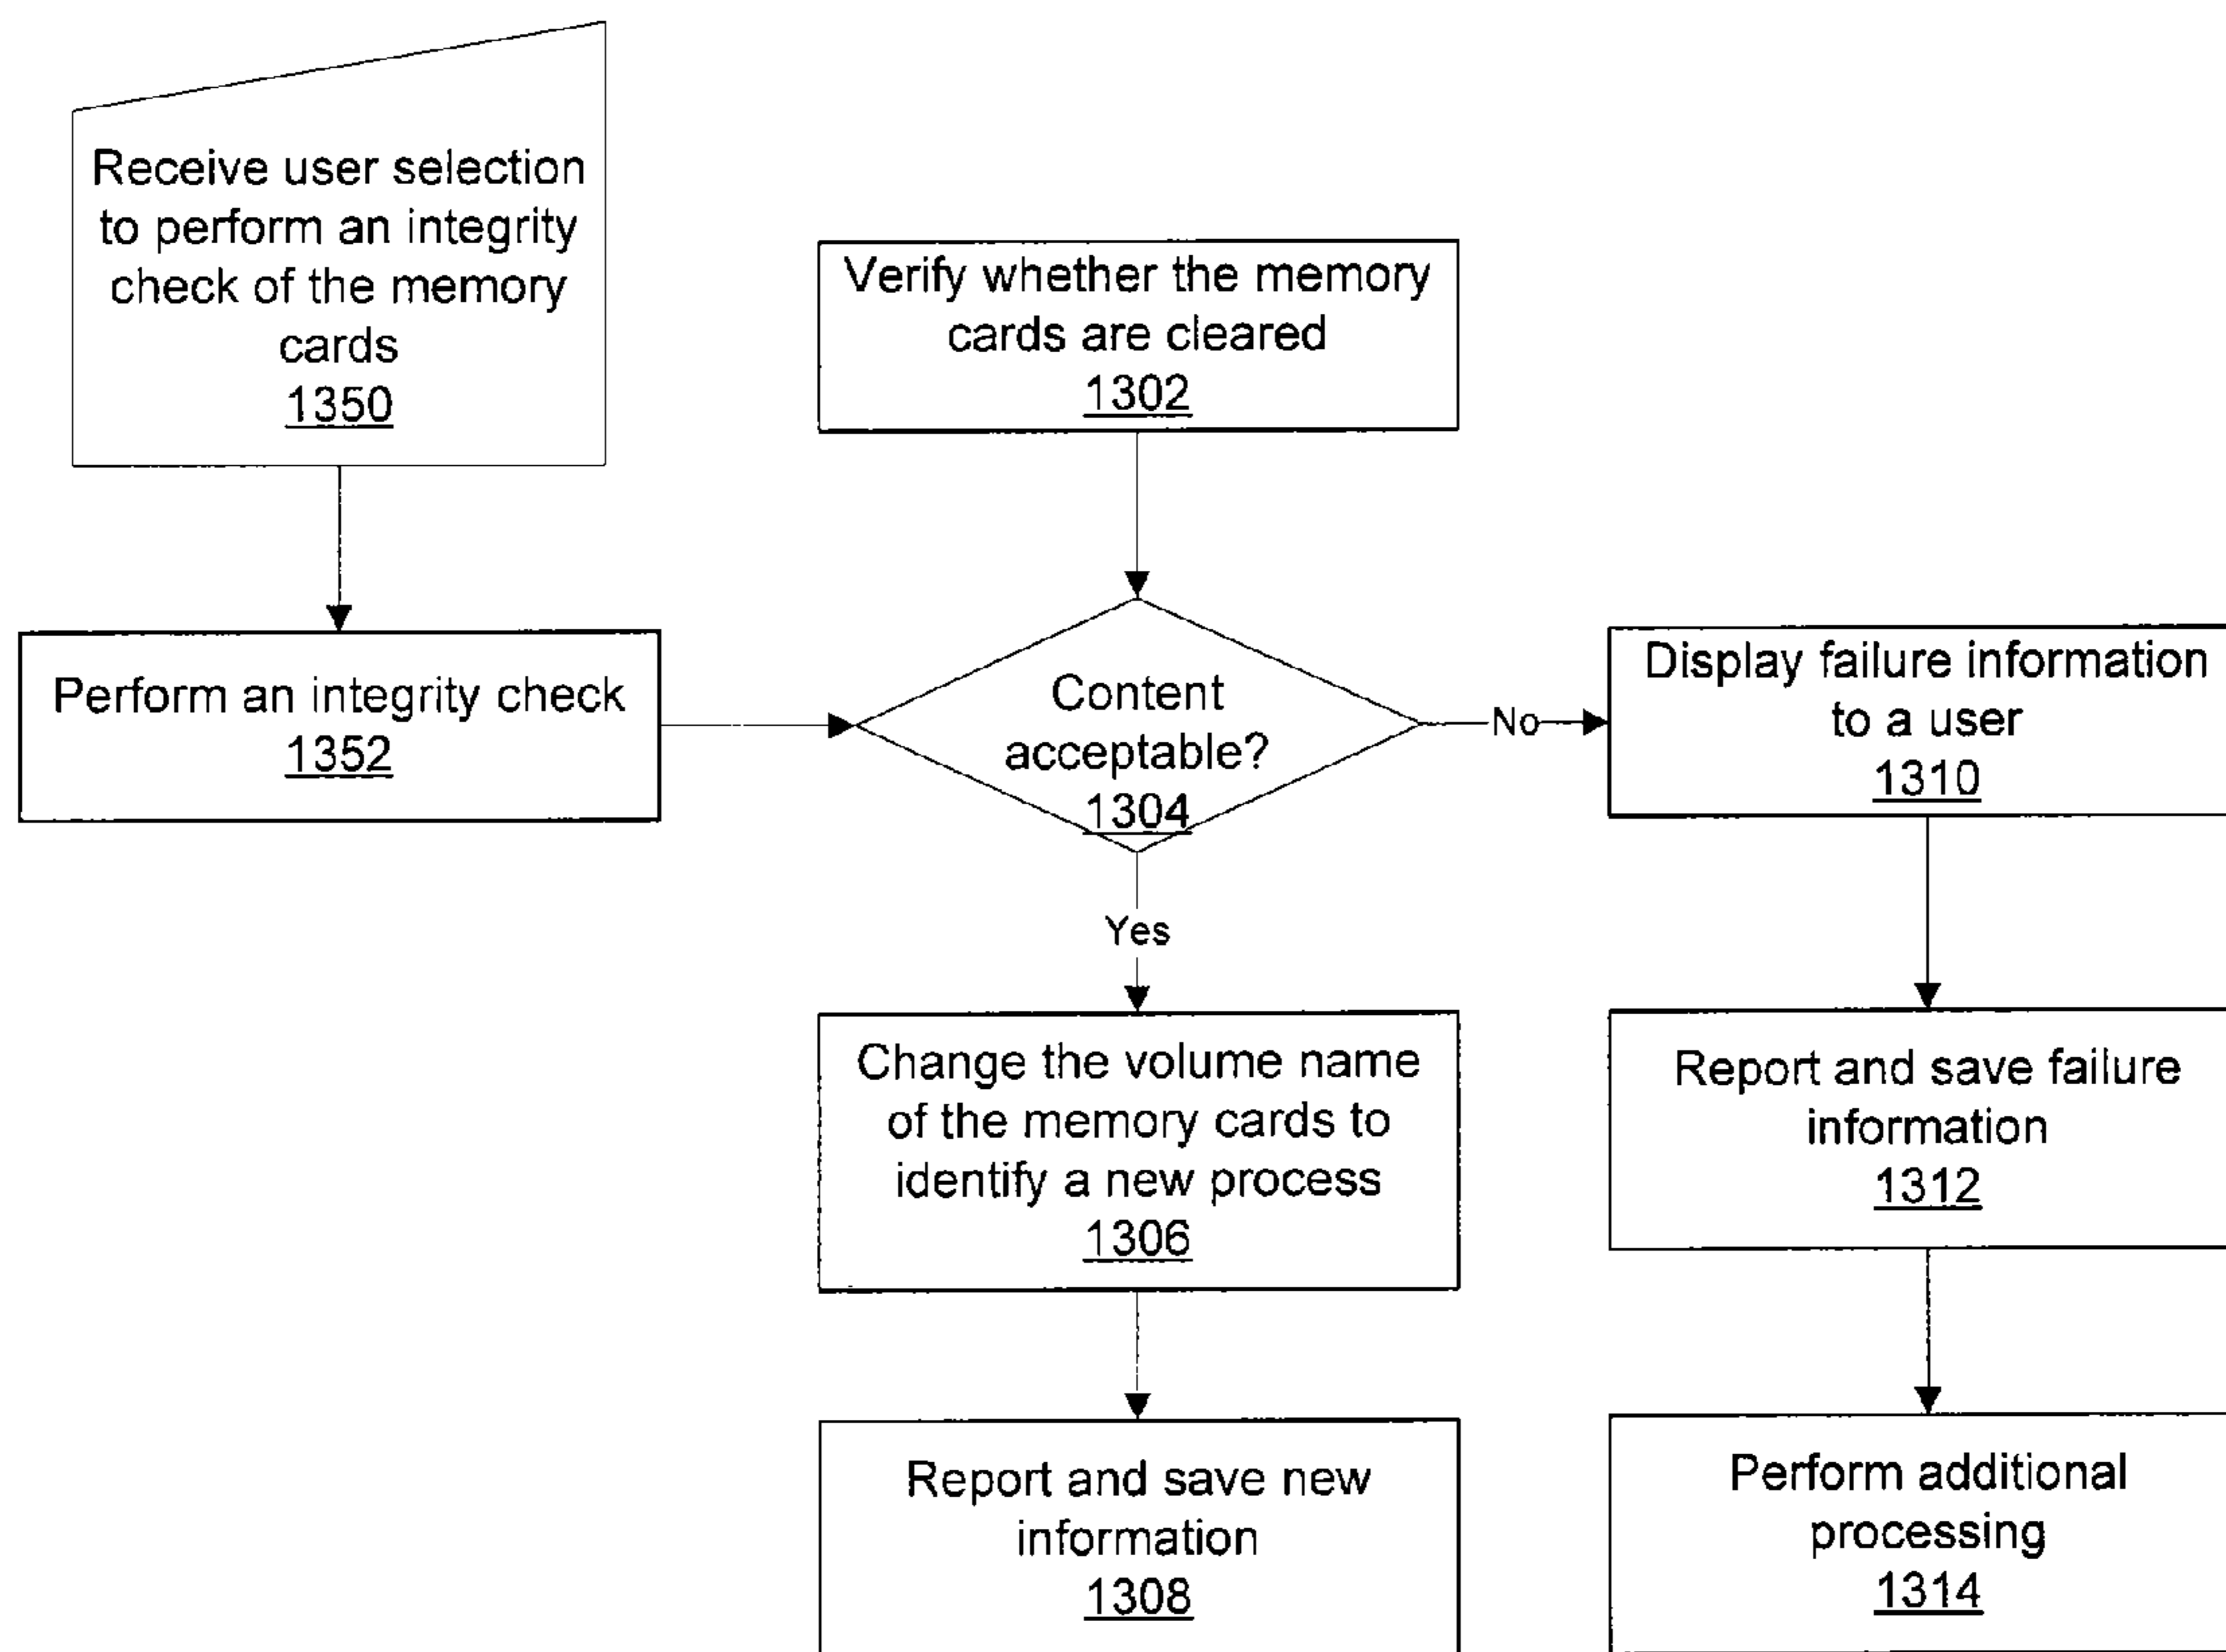 Receive user selection
to perform an integrity
check of the memory
cards
1350
Verify whether the memory
cards are cleared
1302
Perform an integrity check
1352
Content
acceptable?
1304
No
Display failure information
to a user
1310
Yes
Change the volume name
of the memory cards to
identify a new process
1306
Report and save failure
information
1312
Report and save new
information
1308
Perform additional
processing
1314